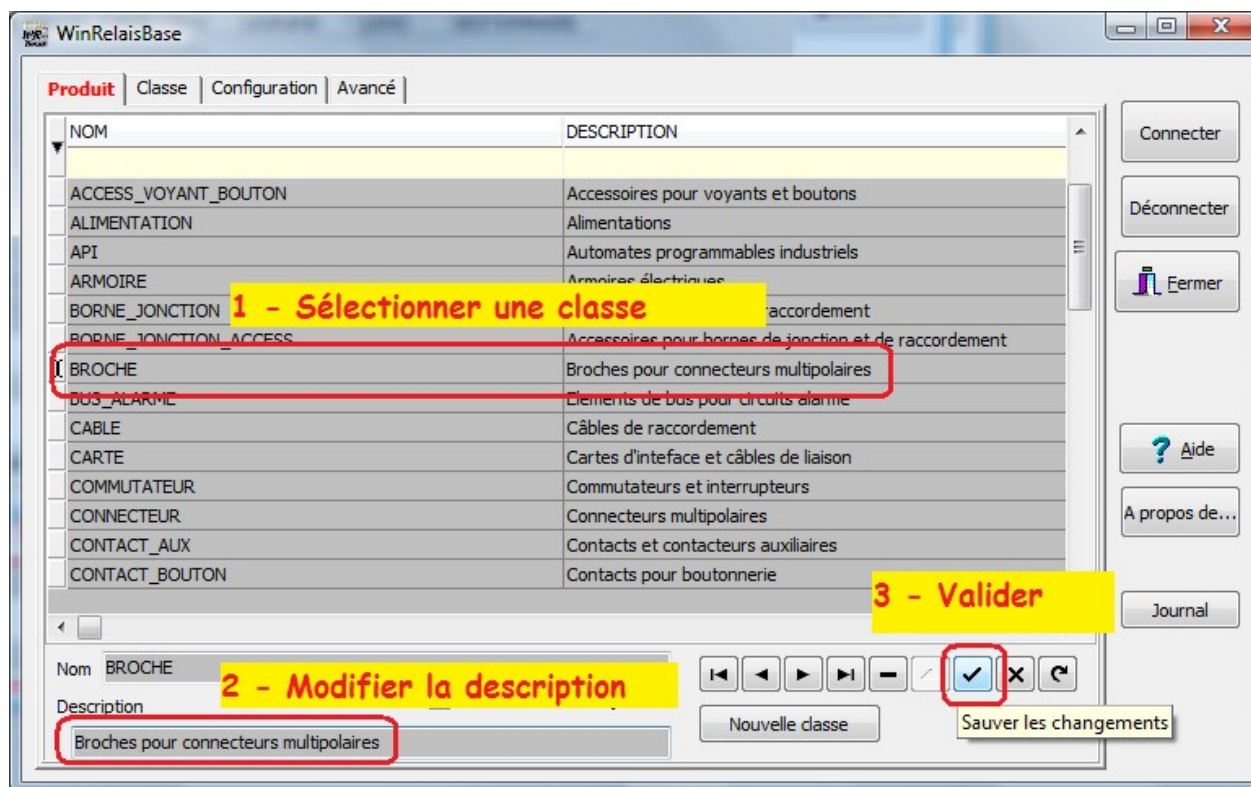 WinRelaisBase
Produit Classe Configuration Avancé
NOM DESCRIPTION
ACCESS_VOYANT_BOUTON Accessoires pour voyants et boutons
ALIMENTATION Alimentations
API Automates programmables industriels
ARMOIRE Armoires électriques
1 - Sélectionner une classe
BORNE_JONCTION raccordement
BORNE_JONCTION_ACCESS Accessoires pour bornes de jonction et de raccordement
BROCHE Broches pour connecteurs multipolaires
BUS_ALARME Elements de bus pour circuits alarme
CABLE Câbles de raccordement
CARTE Cartes d'inteface et câbles de liaison
COMMUTATEUR Commutateurs et interrupteurs
CONNECTEUR Connecteurs multipolaires
CONTACT_AUX Contacts et contacteurs auxiliaires
CONTACT_BOUTON Contacts pour boutonnerie
3 - Valider
Nom BROCHE
2 - Modifier la description
Description
Broches pour connecteurs multipolaires
Nouvelle classe
Sauver les changements
Connecter
Déconnecter
Fermer
? Aide
A propos de...
Journal